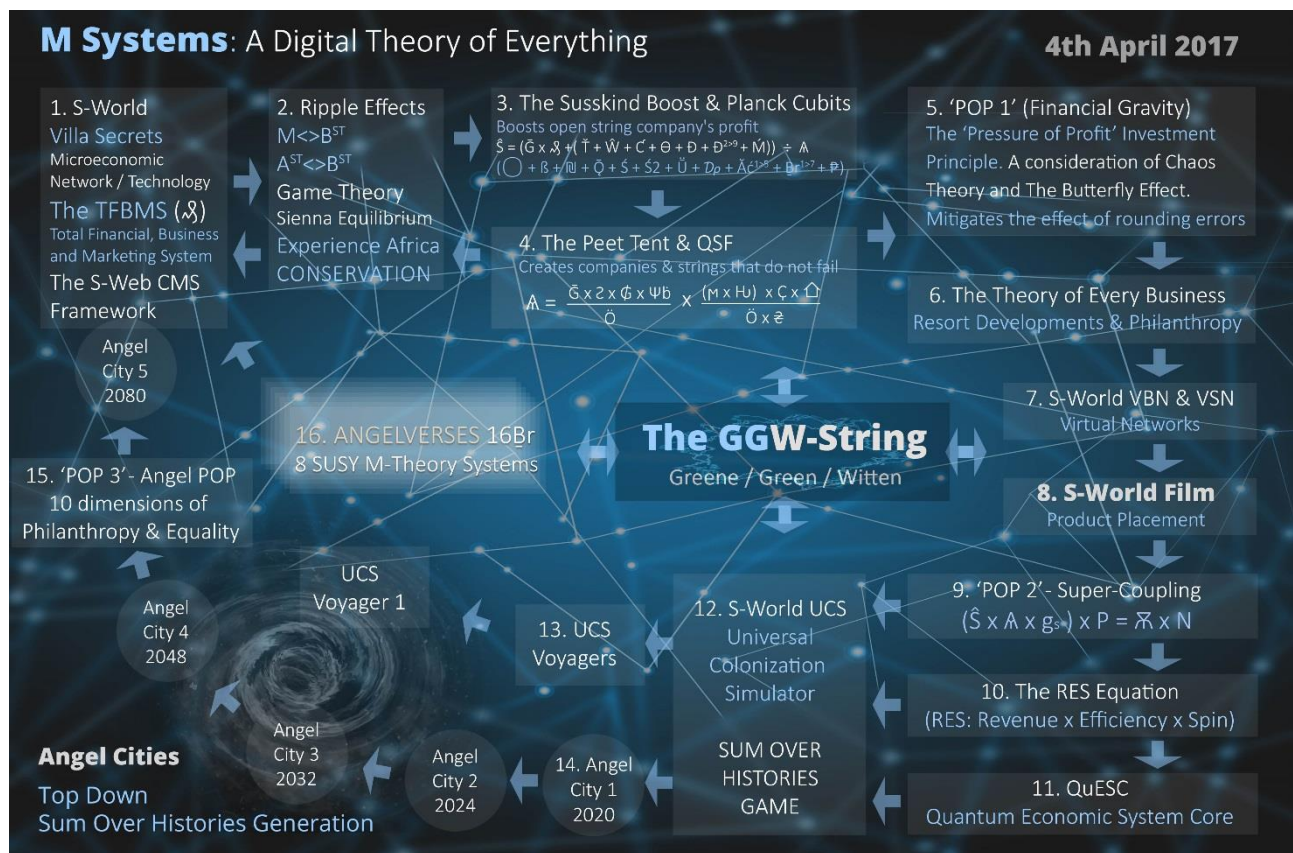 M Systems: A Digital Theory of Everything
4th April 2017
1. S-World
Villa Secrets
Microeconomic
Network / Technology
The TFBMS
Total Financial, Business
and Marketing System
The S-Web CMS
Framework
2. Ripple Effects
M<>Bˢᵀ
Aˢᵀ<>Bˢᵀ
Game Theory
Sienna Equilibrium
Experience Africa
CONSERVATION
3. The Susskind Boost & Planck Cubits
Boosts open string company's profit
4. The Peet Tent & QSF
Creates companies & strings that do not fail
5. 'POP 1' (Financial Gravity)
The 'Pressure of Profit' Investment
Principle. A consideration of Chaos
Theory and The Butterfly Effect.
Mitigates the effect of rounding errors
6. The Theory of Every Business
Resort Developments & Philanthropy
7. S-World VBN & VSN
Virtual Networks
8. S-World Film
Product Placement
9. 'POP 2' - Super-Coupling
10. The RES Equation
(RES: Revenue x Efficiency x Spin)
11. QuESC
Quantum Economic System Core
The GGW-String
Greene / Green / Witten
12. S-World UCS
Universal
Colonization
Simulator
SUM OVER
HISTORIES
GAME
13. UCS
Voyagers
UCS
Voyager 1
14. Angel
City 1
2020
Angel
City 2
2024
Angel
City 3
2032
Angel
City 4
2048
15. 'POP 3' - Angel POP
10 dimensions of
Philanthropy & Equality
Angel
City 5
2080
16. ANGELVERSES 16Ḇr
8 SUSY M-Theory Systems
Angel Cities
Top Down
Sum Over Histories Generation